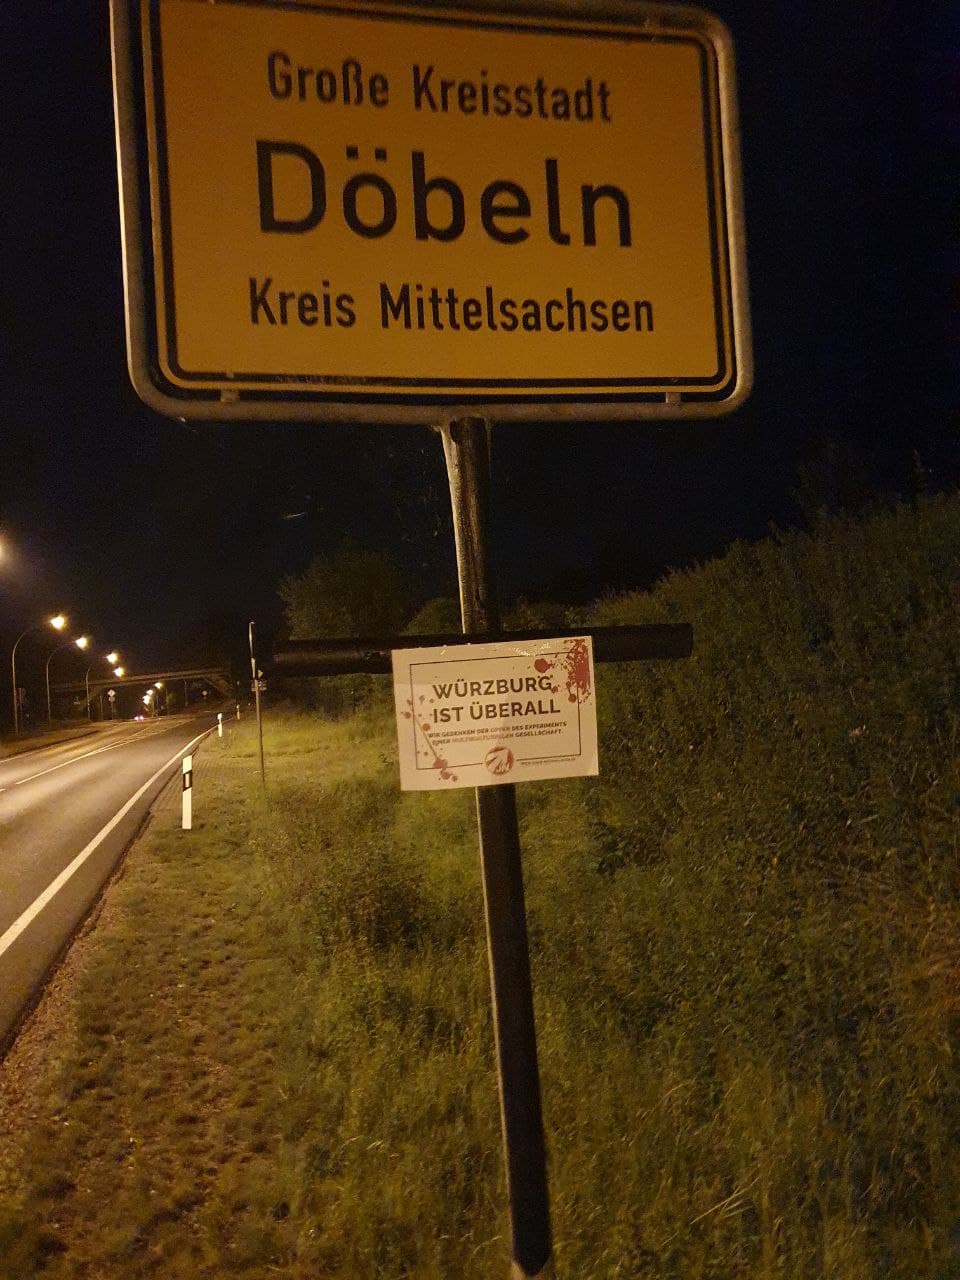 Große Kreisstadt
Döbeln
Kreis Mittelsachsen
WÜRZBURG
IST ÜBERALL
WIR GEDENKEN DER OPFER DES EXPERIMENTS
EINER MULTIKULTURELLEN GESELLSCHAFT.